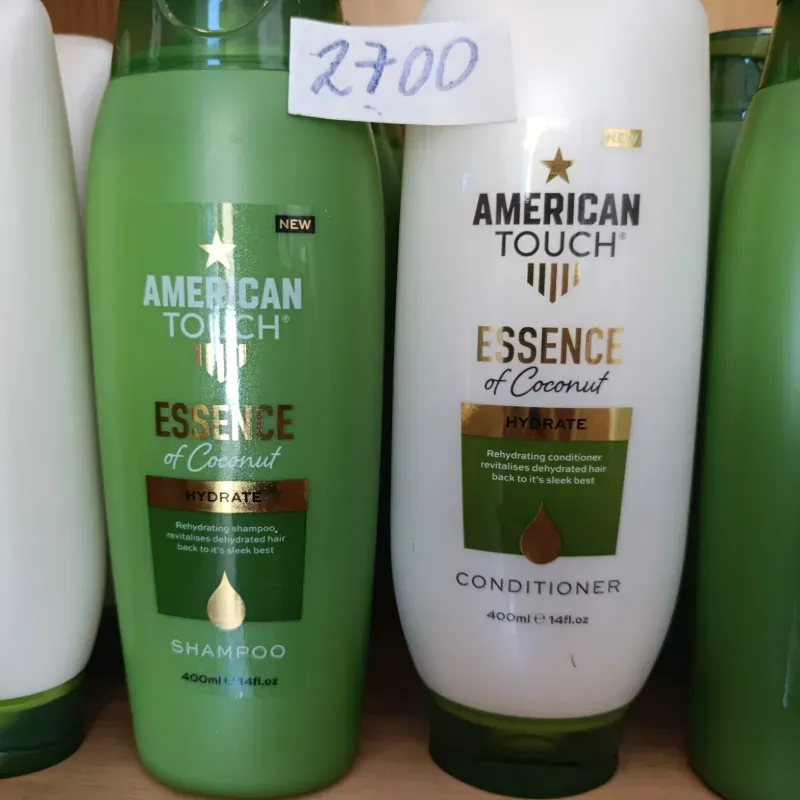 2700
NEW
AMERICAN
TOUCH®
ESSENCE
of Coconut
HYDRATE
Rehydrating shampoo,
revitalises dehydrated hair
back to it's sleek best
SHAMPOO
400ml ℮ 14fl.oz
NEW
AMERICAN
TOUCH®
ESSENCE
of Coconut
HYDRATE
Rehydrating conditioner
revitalises dehydrated hair
back to it's sleek best
CONDITIONER
400ml ℮ 14fl.oz